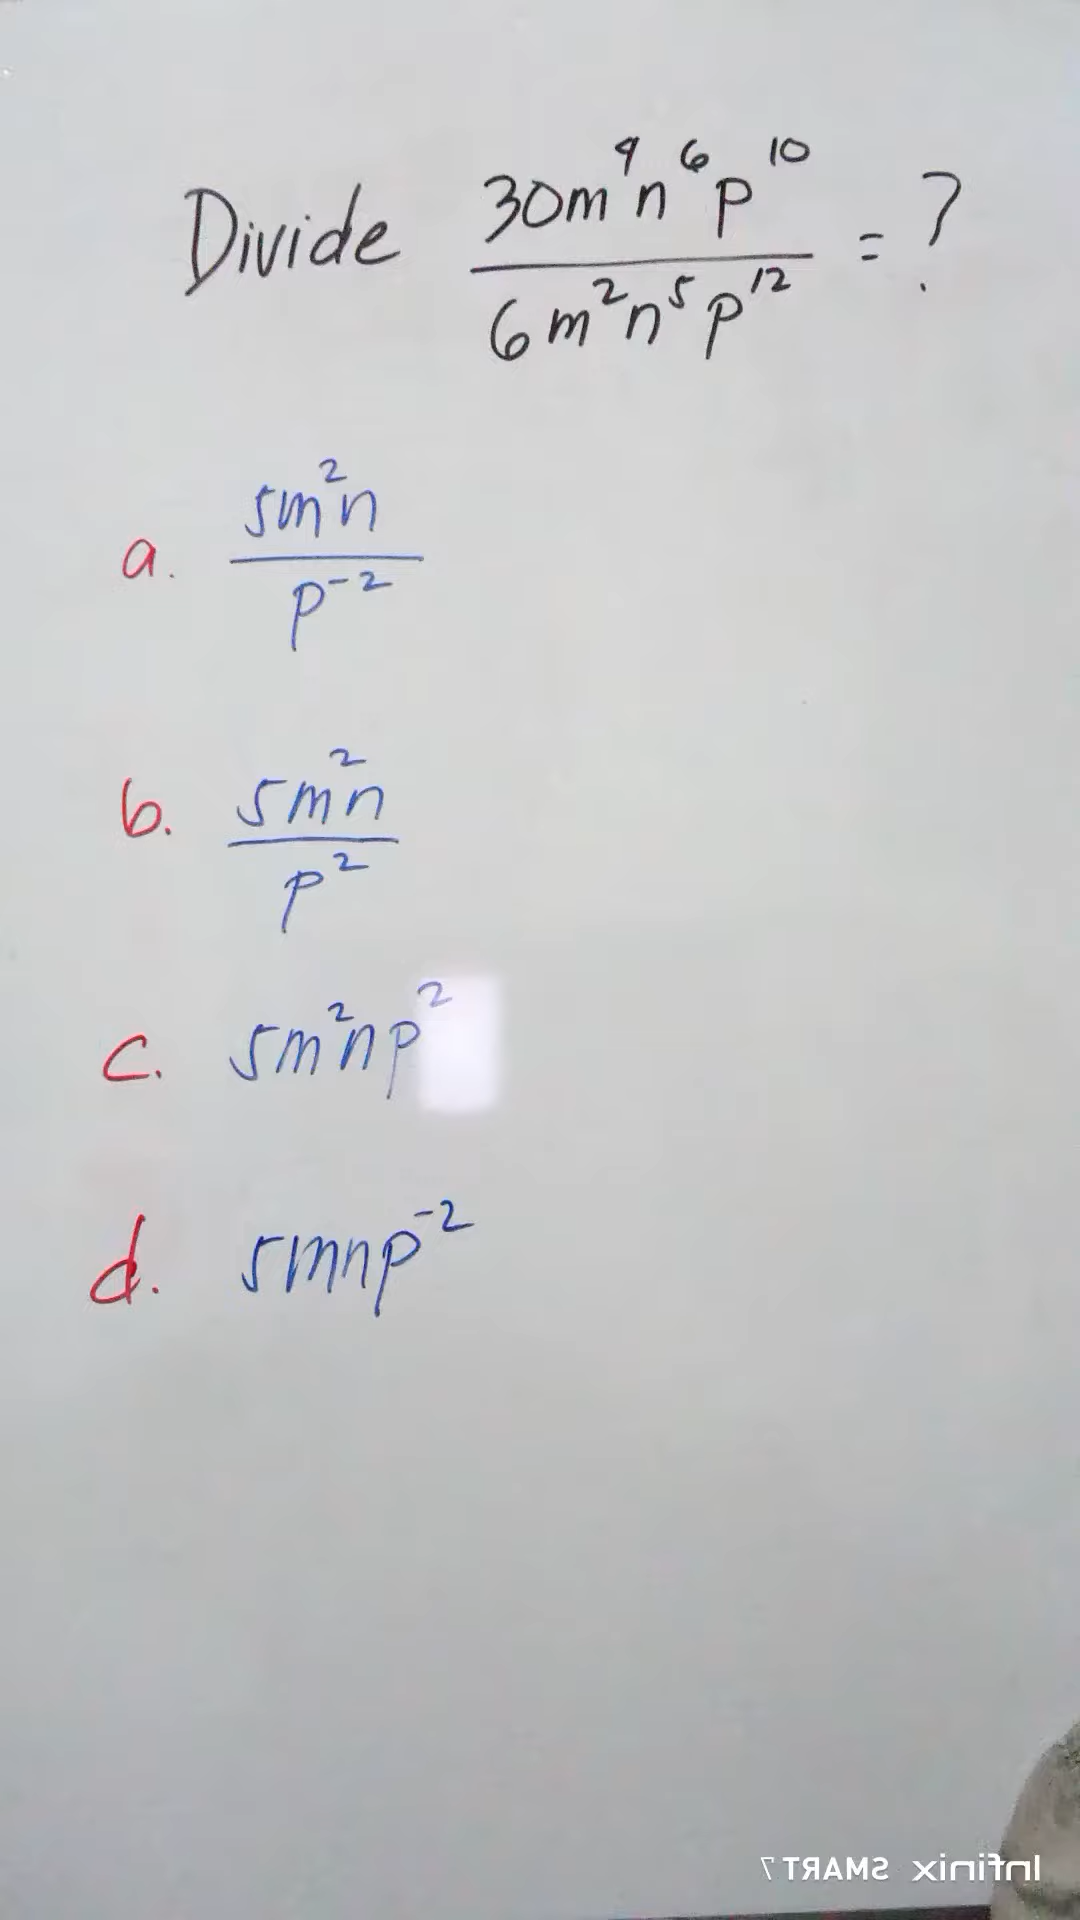 Divide 30m⁴n⁶p¹⁰ / 6m²n⁵p¹² = ?
a. 5m²n / p⁻²
b. 5m²n / p²
c. 5m²np²
d. 5mnp⁻²
Infinix SMART 7